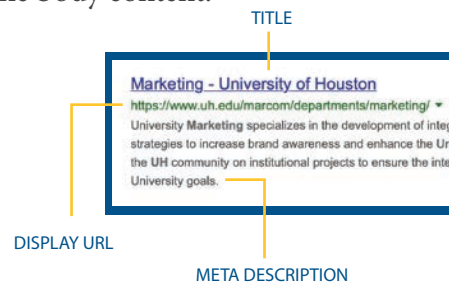 the body content.
TITLE
Marketing - University of Houston
https://www.uh.edu/marcom/departments/marketing/
University Marketing specializes in the development of integ
strategies to increase brand awareness and enhance the Un
the UH community on institutional projects to ensure the inte
University goals.
DISPLAY URL
META DESCRIPTION